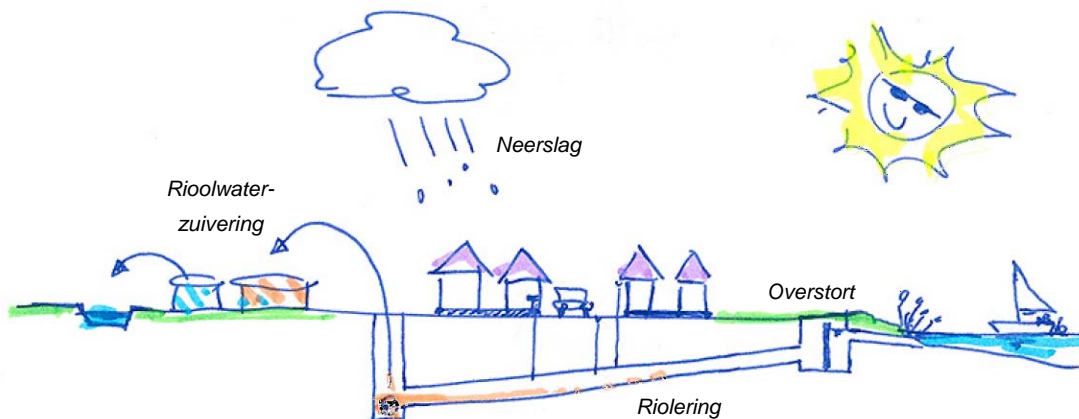 Neerslag
Rioolwater-
zuivering
Overstort
Riolering